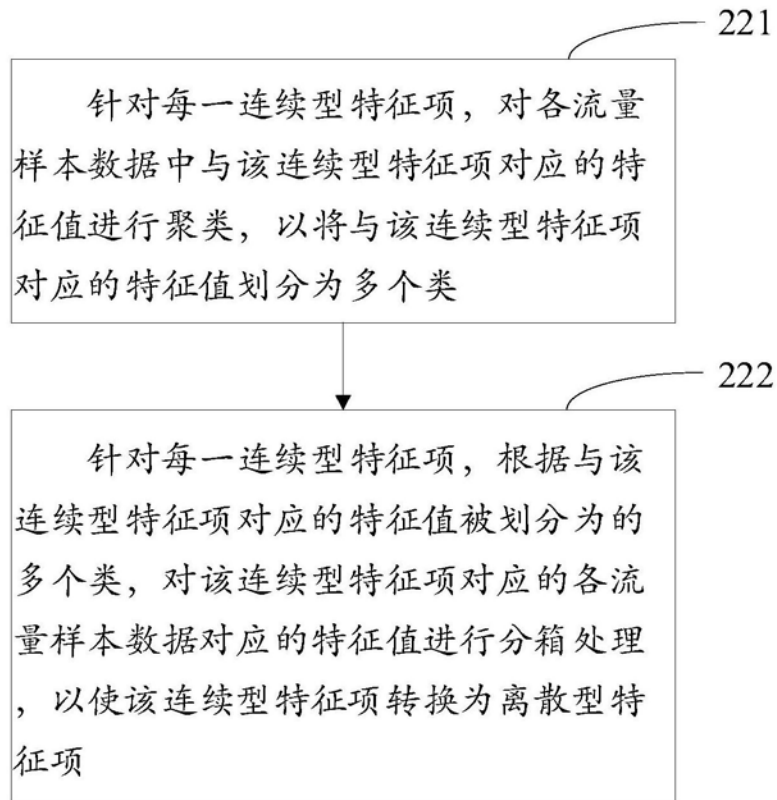 221
针对每一连续型特征项，对各流量
样本数据中与该连续型特征项对应的特
征值进行聚类，以将与该连续型特征项
对应的特征值划分为多个类
222
针对每一连续型特征项，根据与该
连续型特征项对应的特征值被划分为的
多个类，对该连续型特征项对应的各流
量样本数据对应的特征值进行分箱处理
，以使该连续型特征项转换为离散型特
征项